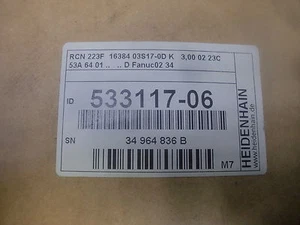 RCN 223F 16384 03S17-0D K 3,00 02 23C
53A 64 01 .. .. D Fanuc02 34
ID 533117-06
SN 34 964 836 B
M7
HEIDENHAIN
www.heidenhain.de